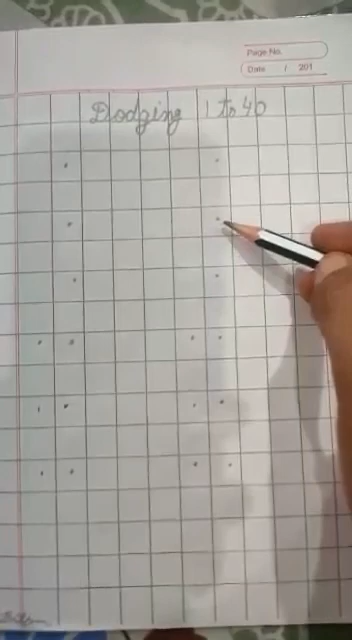 Page No.
Date / 201
Dodging 1 to 40